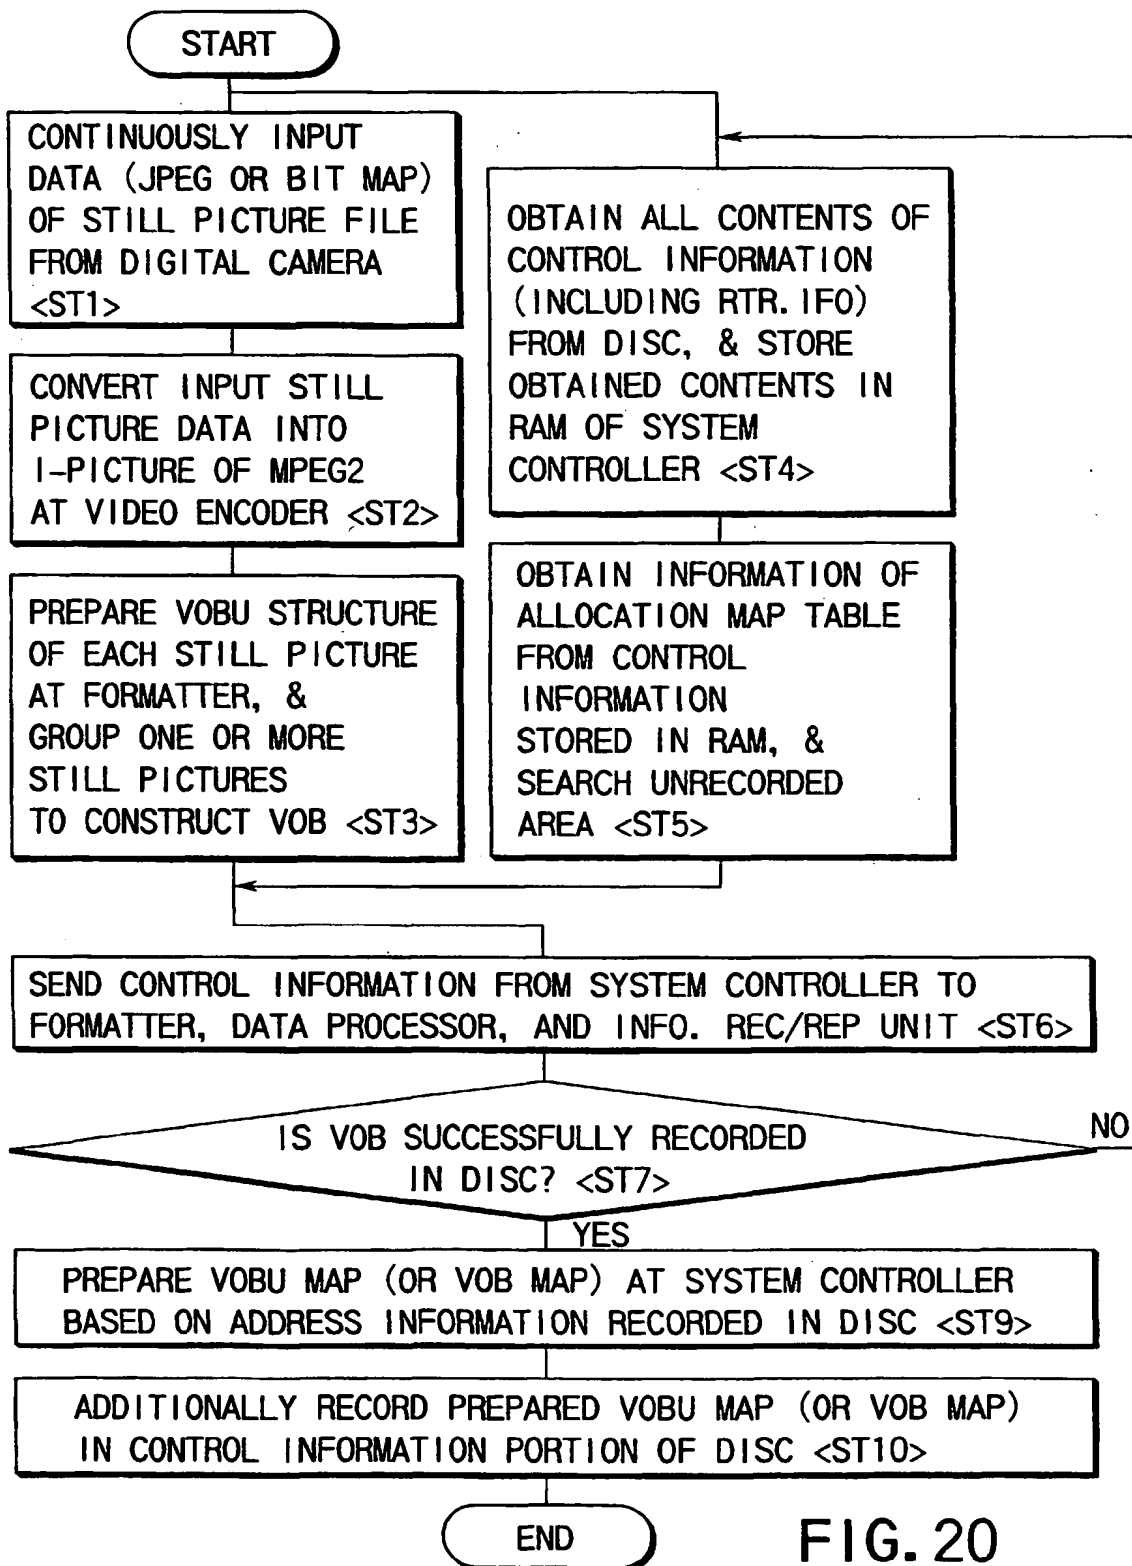 START
CONTINUOUSLY INPUT
DATA (JPEG OR BIT MAP)
OF STILL PICTURE FILE
FROM DIGITAL CAMERA
<ST1>
CONVERT INPUT STILL
PICTURE DATA INTO
I-PICTURE OF MPEG2
AT VIDEO ENCODER <ST2>
PREPARE VOBU STRUCTURE
OF EACH STILL PICTURE
AT FORMATTER, &
GROUP ONE OR MORE
STILL PICTURES
TO CONSTRUCT VOB <ST3>
OBTAIN ALL CONTENTS OF
CONTROL INFORMATION
(INCLUDING RTR. IFO)
FROM DISC, & STORE
OBTAINED CONTENTS IN
RAM OF SYSTEM
CONTROLLER <ST4>
OBTAIN INFORMATION OF
ALLOCATION MAP TABLE
FROM CONTROL
INFORMATION
STORED IN RAM, &
SEARCH UNRECORDED
AREA <ST5>
SEND CONTROL INFORMATION FROM SYSTEM CONTROLLER TO
FORMATTER, DATA PROCESSOR, AND INFO. REC/REP UNIT <ST6>
IS VOB SUCCESSFULLY RECORDED
IN DISC? <ST7>
NO
YES
PREPARE VOBU MAP (OR VOB MAP) AT SYSTEM CONTROLLER
BASED ON ADDRESS INFORMATION RECORDED IN DISC <ST9>
ADDITIONALLY RECORD PREPARED VOBU MAP (OR VOB MAP)
IN CONTROL INFORMATION PORTION OF DISC <ST10>
END
FIG. 20